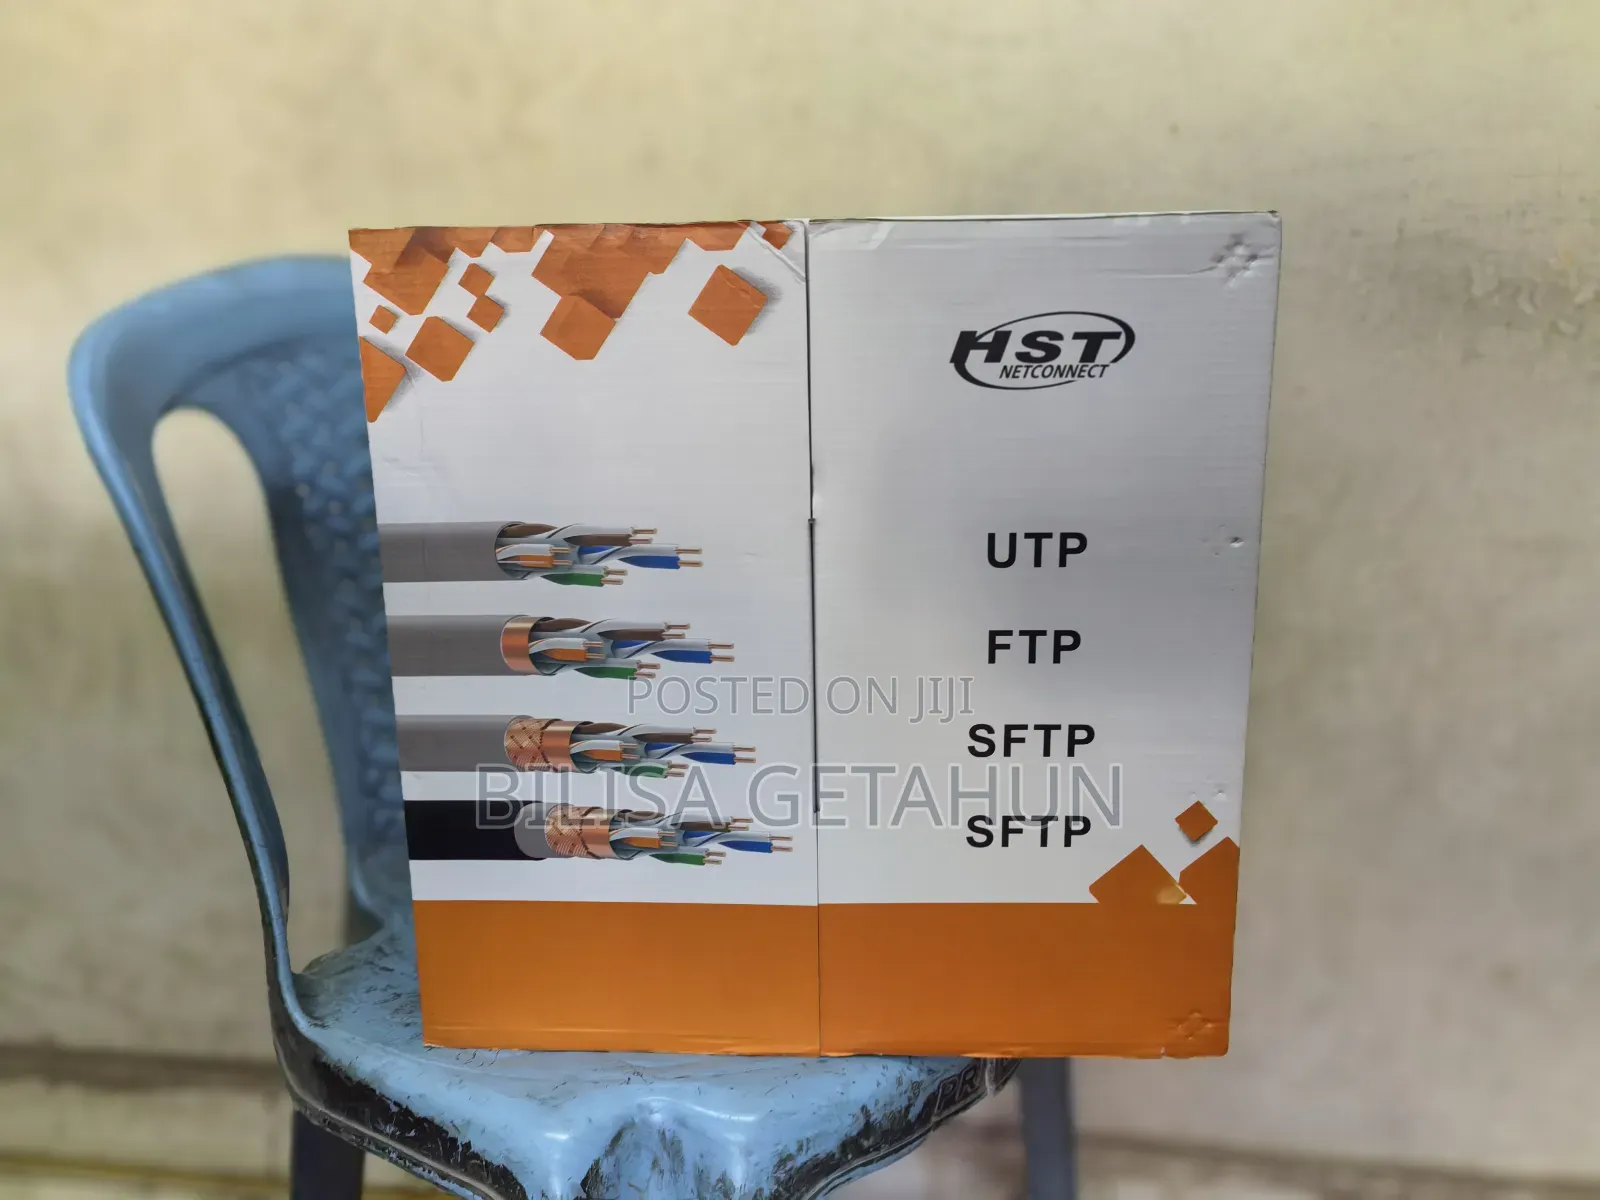 HST
NETCONNECT
UTP
FTP
SFTP
SFTP
POSTED ON JIJI
BILISA GETAHUN